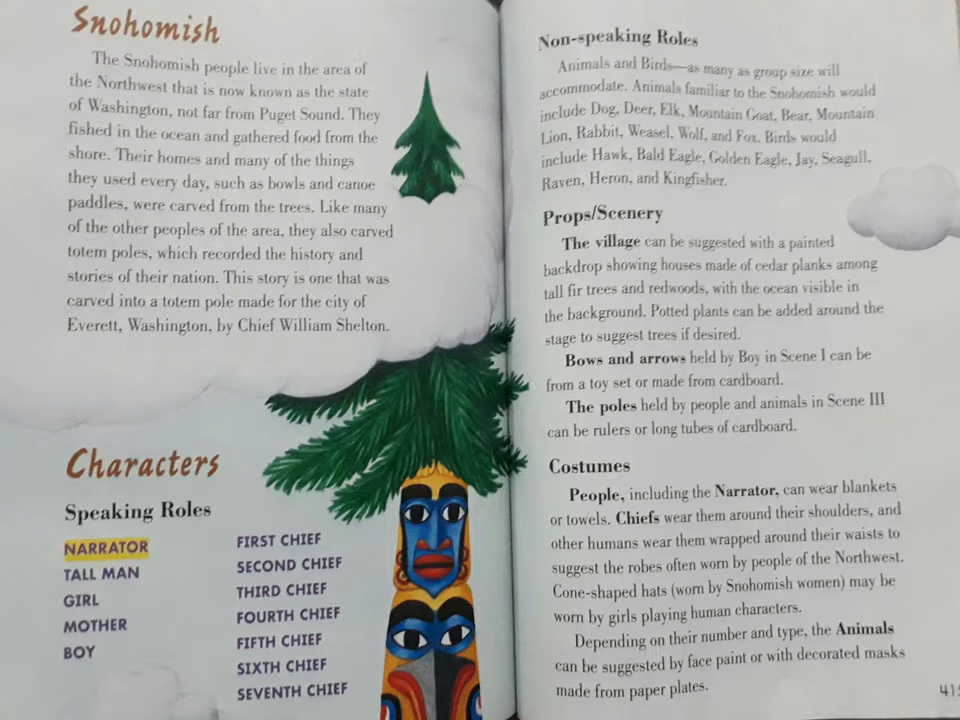 Snohomish
The Snohomish people live in the area of
the Northwest that is now known as the state
of Washington, not far from Puget Sound. They
fished in the ocean and gathered food from the
shore. Their homes and many of the things
they used every day, such as bowls and canoe
paddles, were carved from the trees. Like many
of the other peoples of the area, they also carved
totem poles, which recorded the history and
stories of their nation. This story is one that was
carved into a totem pole made for the city of
Everett, Washington, by Chief William Shelton.
Characters
Speaking Roles
NARRATOR
TALL MAN
GIRL
MOTHER
BOY
FIRST CHIEF
SECOND CHIEF
THIRD CHIEF
FOURTH CHIEF
FIFTH CHIEF
SIXTH CHIEF
SEVENTH CHIEF
Non-speaking Roles
Animals and Birds—as many as group size will
accommodate. Animals familiar to the Snohomish would
include Dog, Deer, Elk, Mountain Goat, Bear, Mountain
Lion, Rabbit, Weasel, Wolf, and Fox. Birds would
include Hawk, Bald Eagle, Golden Eagle, Jay, Seagull,
Raven, Heron, and Kingfisher.
Props/Scenery
The village can be suggested with a painted
backdrop showing houses made of cedar planks among
tall fir trees and redwoods, with the ocean visible in
the background. Potted plants can be added around the
stage to suggest trees if desired.
Bows and arrows held by Boy in Scene I can be
from a toy set or made from cardboard.
The poles held by people and animals in Scene III
can be rulers or long tubes of cardboard.
Costumes
People, including the Narrator, can wear blankets
or towels. Chiefs wear them around their shoulders, and
other humans wear them wrapped around their waists to
suggest the robes often worn by people of the Northwest.
Cone-shaped hats (worn by Snohomish women) may be
worn by girls playing human characters.
Depending on their number and type, the Animals
can be suggested by face paint or with decorated masks
made from paper plates.